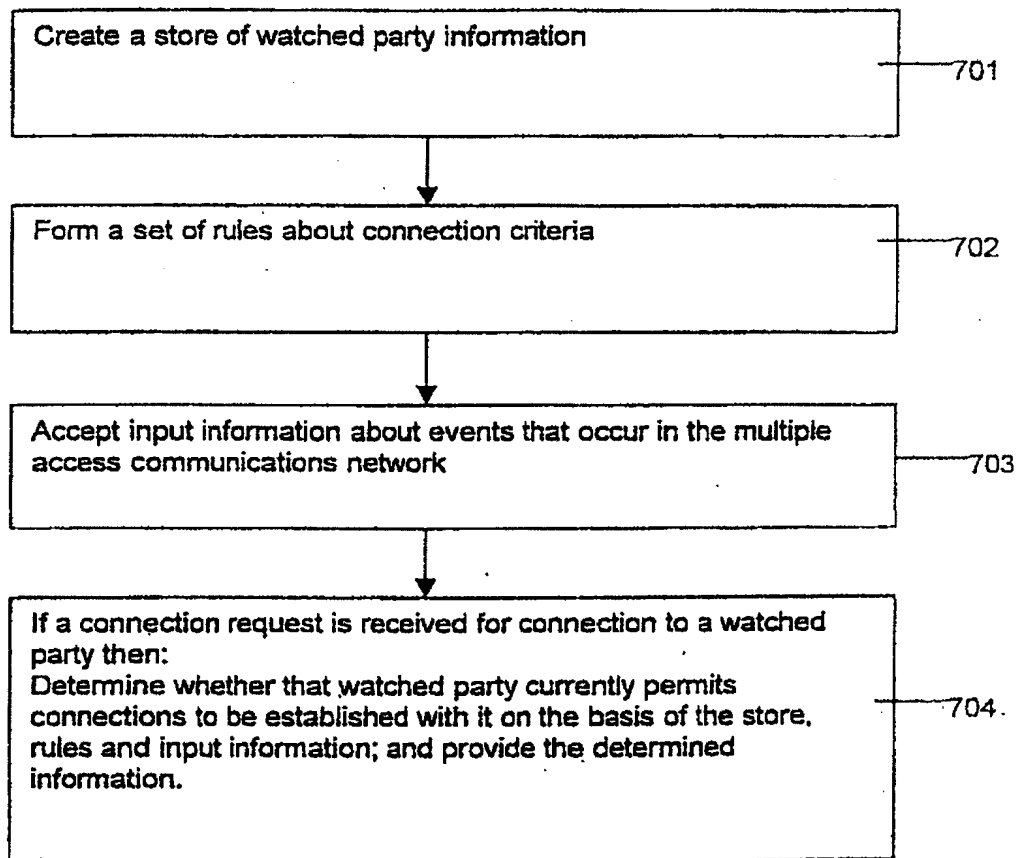 Create a store of watched party information
701
Form a set of rules about connection criteria
702
Accept input information about events that occur in the multiple
access communications network
703
If a connection request is received for connection to a watched
party then:
Determine whether that watched party currently permits
connections to be established with it on the basis of the store,
rules and input information; and provide the determined
information.
704